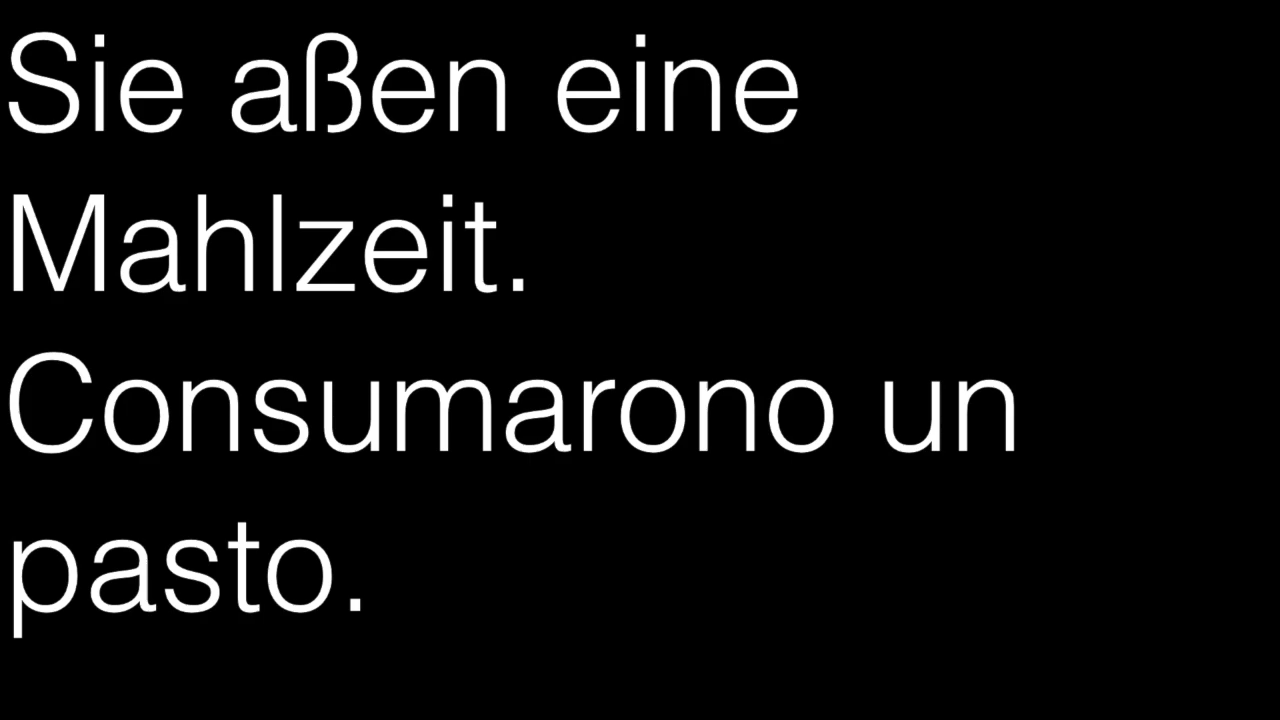 Sie aßen eine
Mahlzeit.
Consumarono un
pasto.